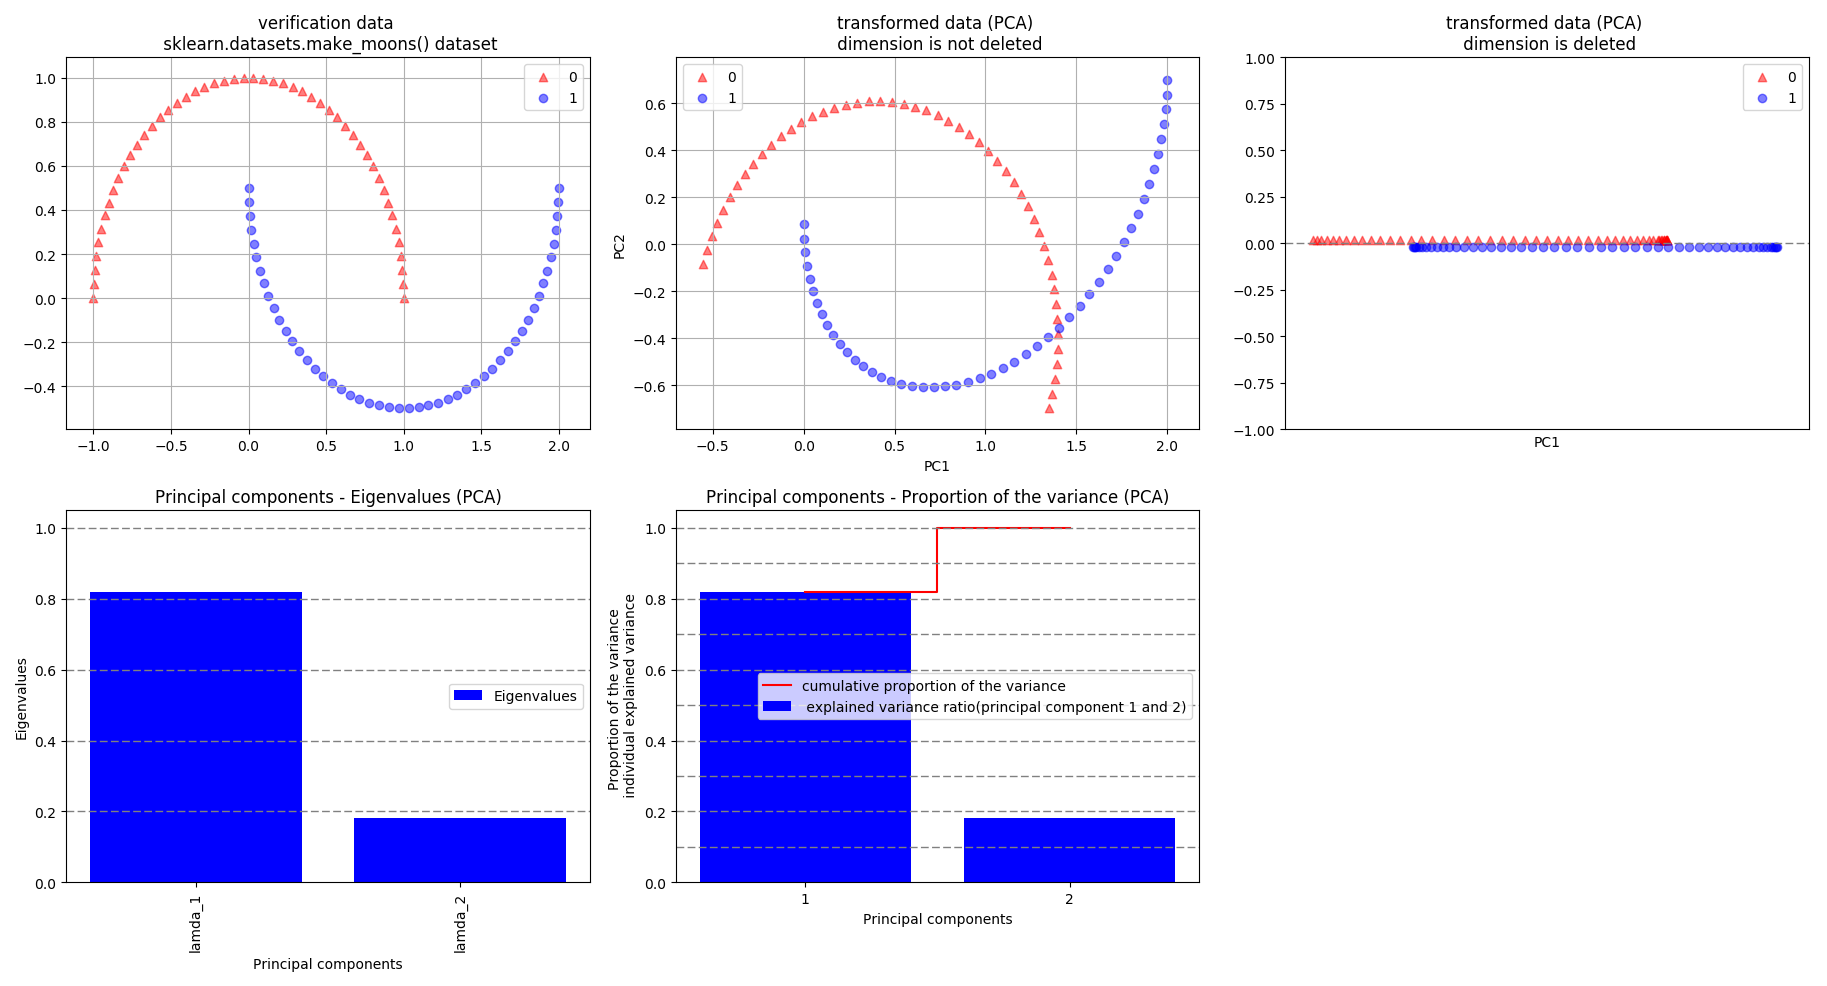 verification data
sklearn.datasets.make_moons() dataset
0
1
1.0
0.8
0.6
0.4
0.2
0.0
−0.2
−0.4
−1.0 −0.5 0.0 0.5 1.0 1.5 2.0
transformed data (PCA)
dimension is not deleted
0
1
PC2
0.6
0.4
0.2
0.0
−0.2
−0.4
−0.6
−0.5 0.0 0.5 1.0 1.5 2.0
PC1
transformed data (PCA)
dimension is deleted
0
1
1.00
0.75
0.50
0.25
0.00
−0.25
−0.50
−0.75
−1.00
PC1
Principal components - Eigenvalues (PCA)
Eigenvalues
1.0
0.8
0.6
0.4
0.2
0.0
Eigenvalues
lamda_1
lamda_2
Principal components
Principal components - Proportion of the variance (PCA)
Proportion of the variance
individual explained variance
1.0
0.8
0.6
0.4
0.2
0.0
cumulative proportion of the variance
explained variance ratio(principal component 1 and 2)
1 2
Principal components